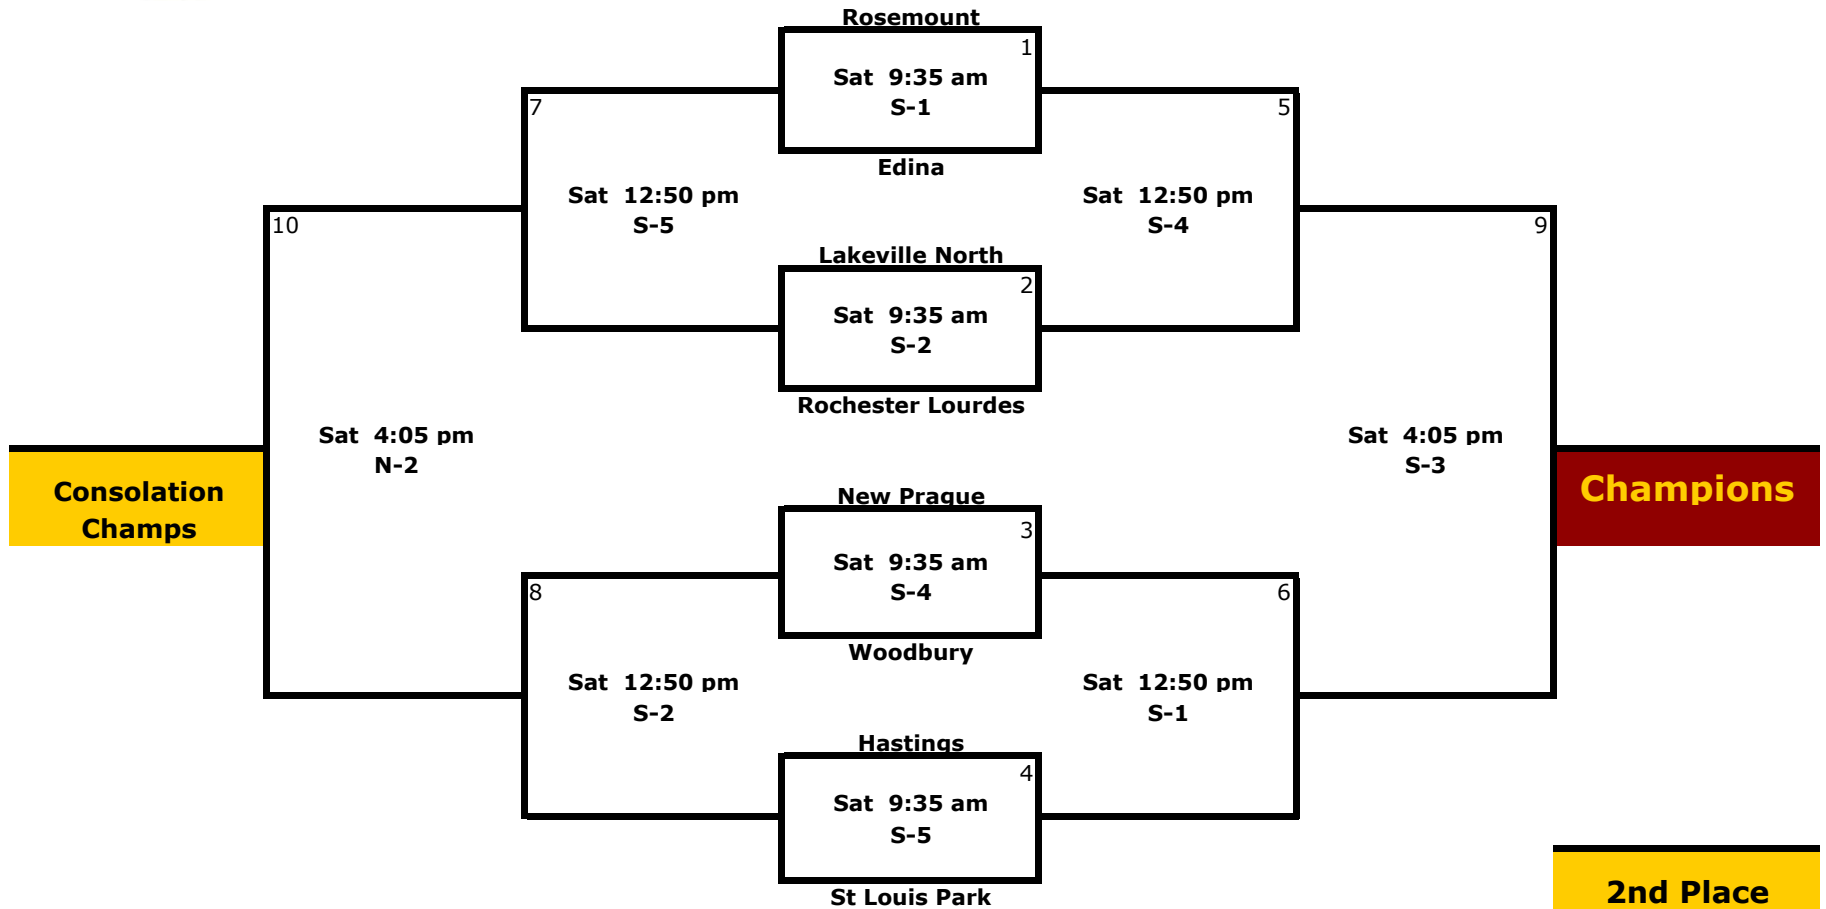 Rosemount
1
Sat 9:35 am
S-1
Edina
7
Sat 12:50 pm
S-5
5
Sat 12:50 pm
S-4
10
9
Lakeville North
2
Sat 9:35 am
S-2
Rochester Lourdes
Sat 4:05 pm
N-2
Sat 4:05 pm
S-3
Consolation
Champs
Champions
New Prague
3
Sat 9:35 am
S-4
Woodbury
8
Sat 12:50 pm
S-2
6
Sat 12:50 pm
S-1
Hastings
4
Sat 9:35 am
S-5
St Louis Park
2nd Place